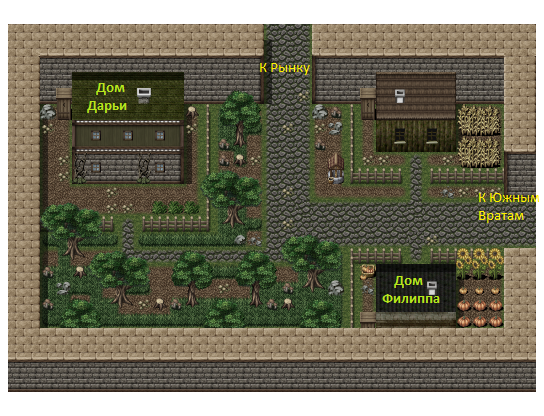 К Рынку
Дом
Дарьи
К Южным
Вратам
Дом
Филиппа